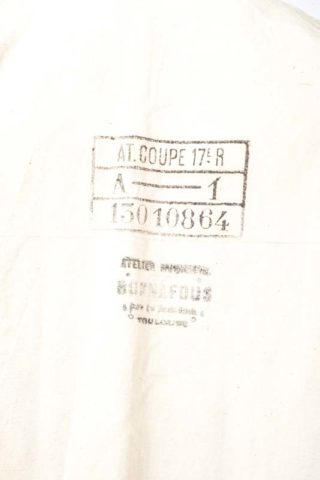 AT. COUPE 17ᴱ R
A — 1
15010864
ATELIER
BONNAFOUS
TOULOUSE